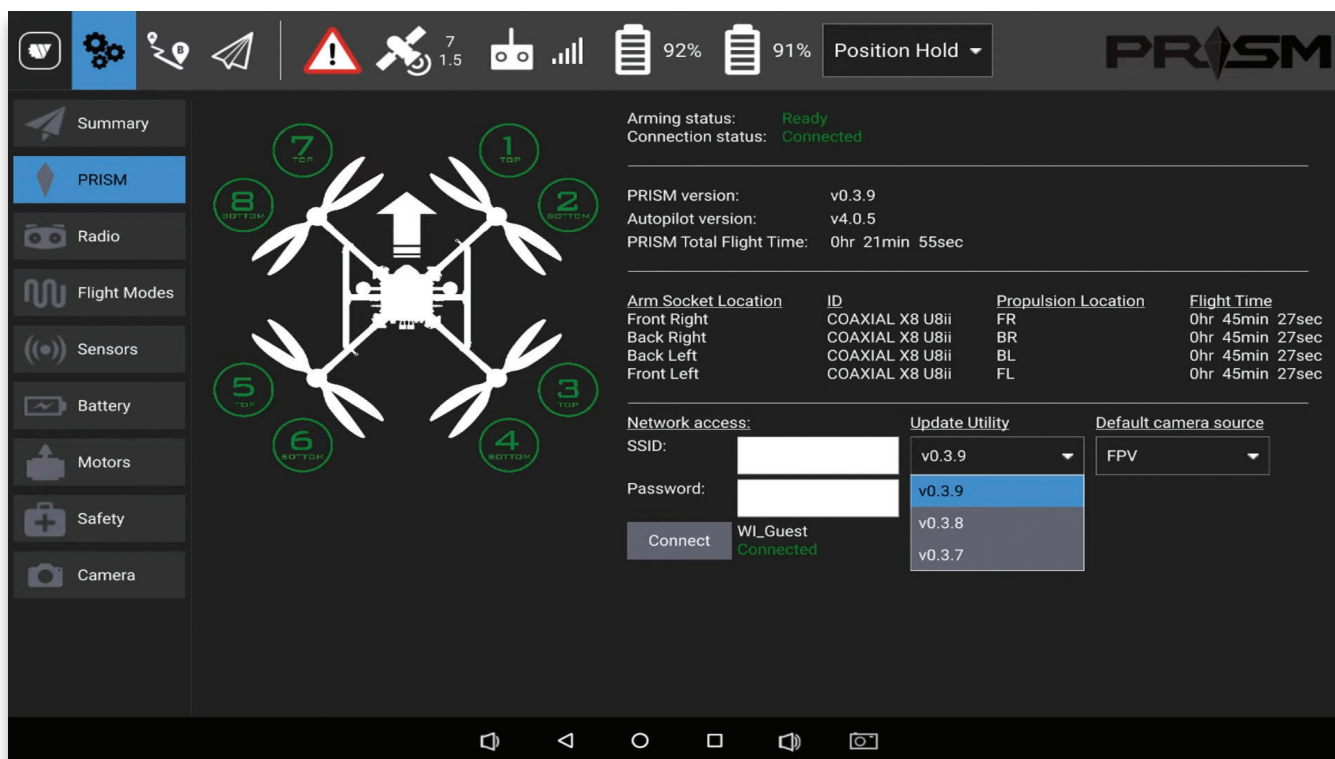 7
1.5
92%
91%
Position Hold
PRISM
Summary
PRISM
Radio
Flight Modes
Sensors
Battery
Motors
Safety
Camera
7
TOP
1
TOP
8
BOTTOM
2
BOTTOM
5
TOP
3
TOP
6
BOTTOM
4
BOTTOM
Arming status: Ready
Connection status: Connected
PRISM version: v0.3.9
Autopilot version: v4.0.5
PRISM Total Flight Time: 0hr 21min 55sec
Arm Socket Location ID Propulsion Location Flight Time
Front Right COAXIAL X8 U8ii FR 0hr 45min 27sec
Back Right COAXIAL X8 U8ii BR 0hr 45min 27sec
Back Left COAXIAL X8 U8ii BL 0hr 45min 27sec
Front Left COAXIAL X8 U8ii FL 0hr 45min 27sec
Network access: Update Utility Default camera source
SSID: v0.3.9 FPV
Password: v0.3.9
v0.3.8
v0.3.7
Connect WI_Guest
Connected